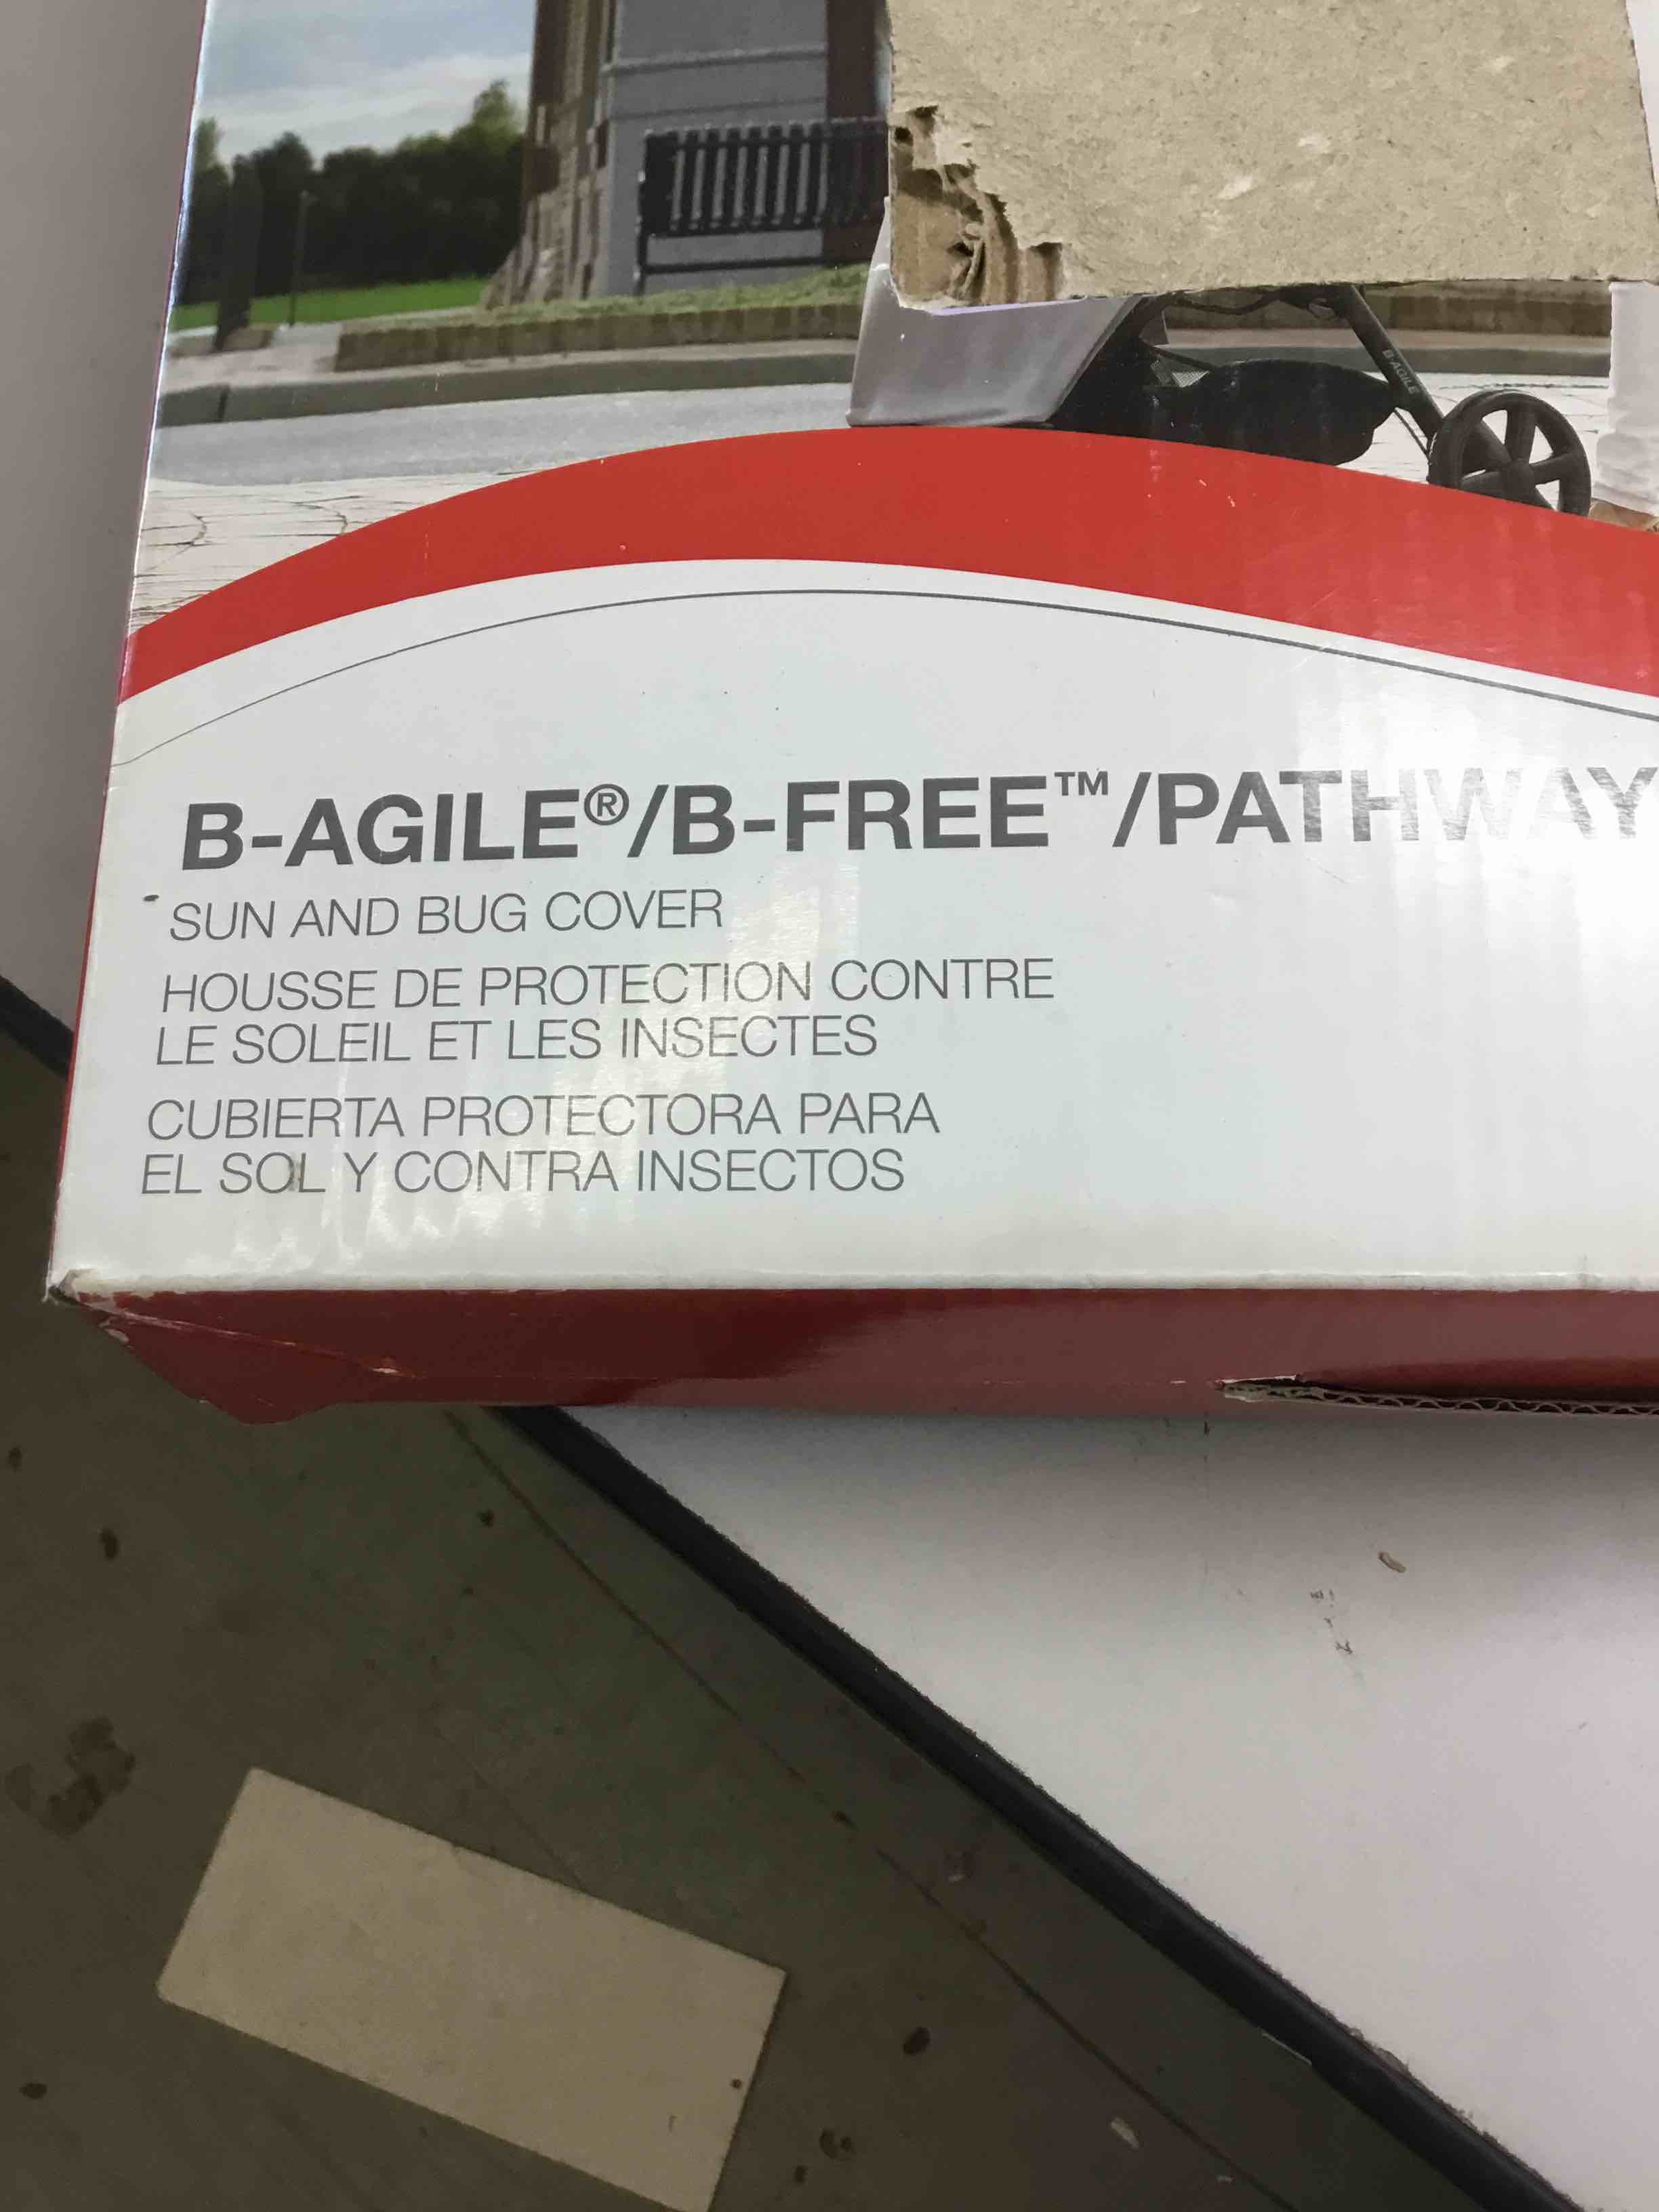 B-AGILE
B-AGILE®/B-FREE™/PATHWAY
SUN AND BUG COVER
HOUSSE DE PROTECTION CONTRE
LE SOLEIL ET LES INSECTES
CUBIERTA PROTECTORA PARA
EL SOL Y CONTRA INSECTOS